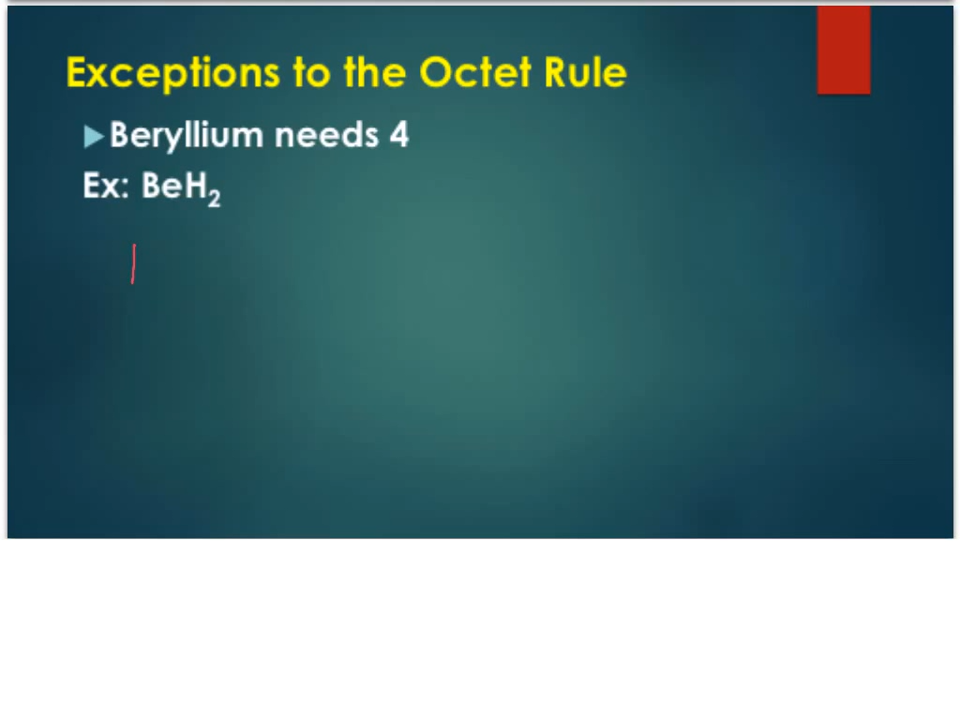 Exceptions to the Octet Rule
Beryllium needs 4
Ex: BeH₂